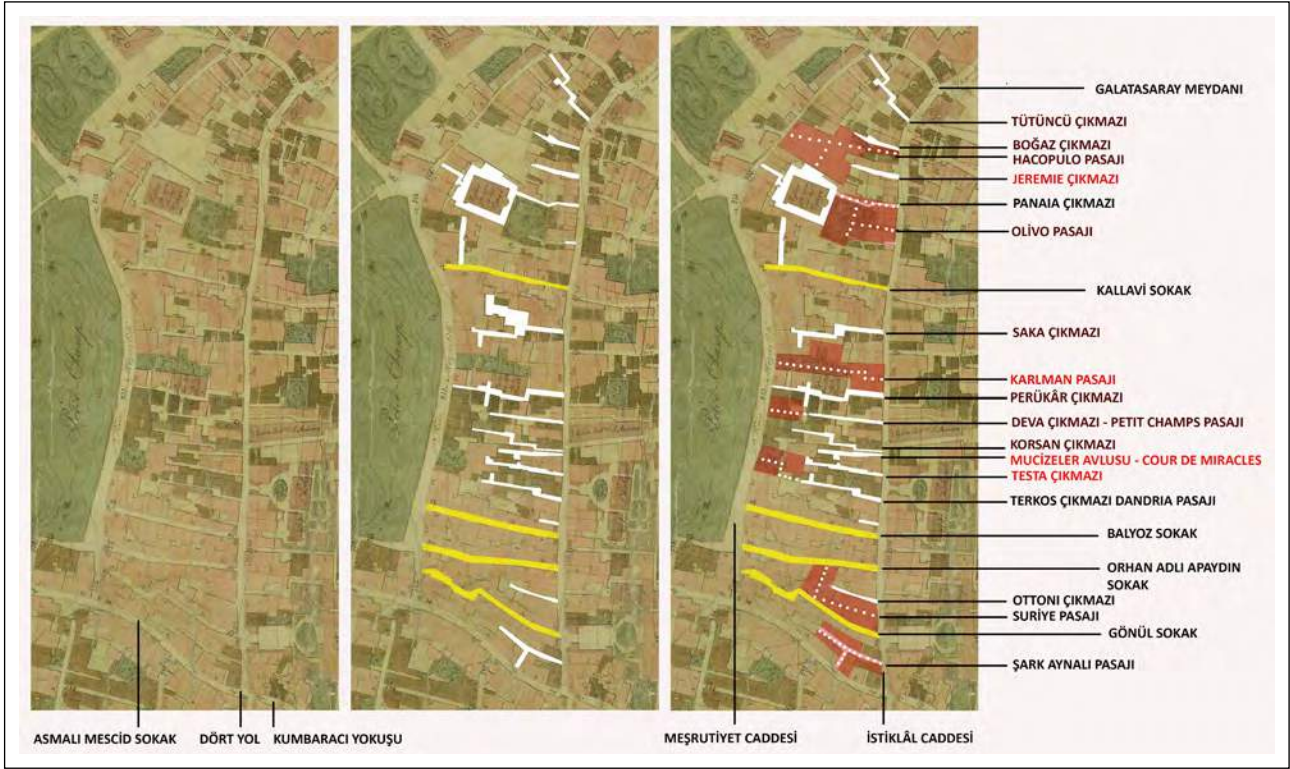 GALATASARAY MEYDANI
TÜTÜNCÜ ÇIKMAZI
BOĞAZ ÇIKMAZI
HACOPULO PASAJI
JEREMIE ÇIKMAZI
PANAIA ÇIKMAZI
OLİVO PASAJI
KALLAVİ SOKAK
SAKA ÇIKMAZI
KARLMAN PASAJI
PERÜKÂR ÇIKMAZI
DEVA ÇIKMAZI - PETIT CHAMPS PASAJI
KORSAN ÇIKMAZI
MUCİZELER AVLUSU - COUR DE MIRACLES
TESTA ÇIKMAZI
TERKOS ÇIKMAZI DANDRIA PASAJI
BALYOZ SOKAK
ORHAN ADLI APAYDIN
SOKAK
OTTONI ÇIKMAZI
SURİYE PASAJI
GÖNÜL SOKAK
ŞARK AYNALI PASAJI
ASMALI MESCID SOKAK DÖRT YOL KUMBARACI YOKUŞU
MEŞRUTİYET CADDESİ İSTİKLÂL CADDESİ